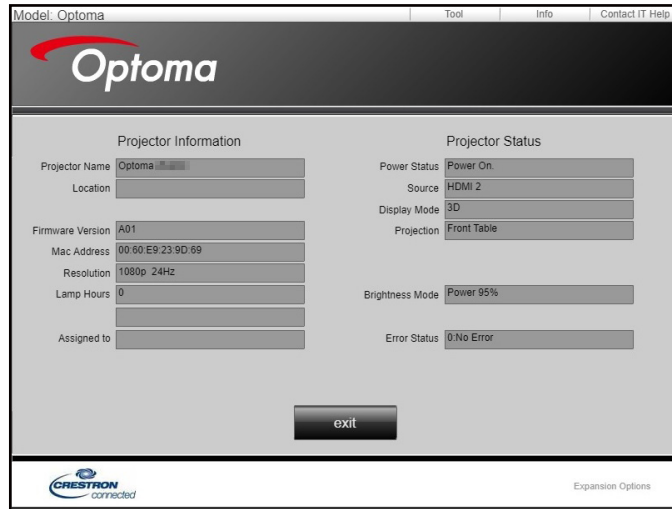 Model: Optoma
Tool Info Contact IT Help
Optoma
Projector Information
Projector Name Optoma
Location
Firmware Version A01
Mac Address 00:60:E9:23:9D:69
Resolution 1080p 24Hz
Lamp Hours 0
Assigned to
Projector Status
Power Status Power On.
Source HDMI 2
Display Mode 3D
Projection Front Table
Brightness Mode Power 95%
Error Status 0:No Error
exit
CRESTRON
connected
Expansion Options